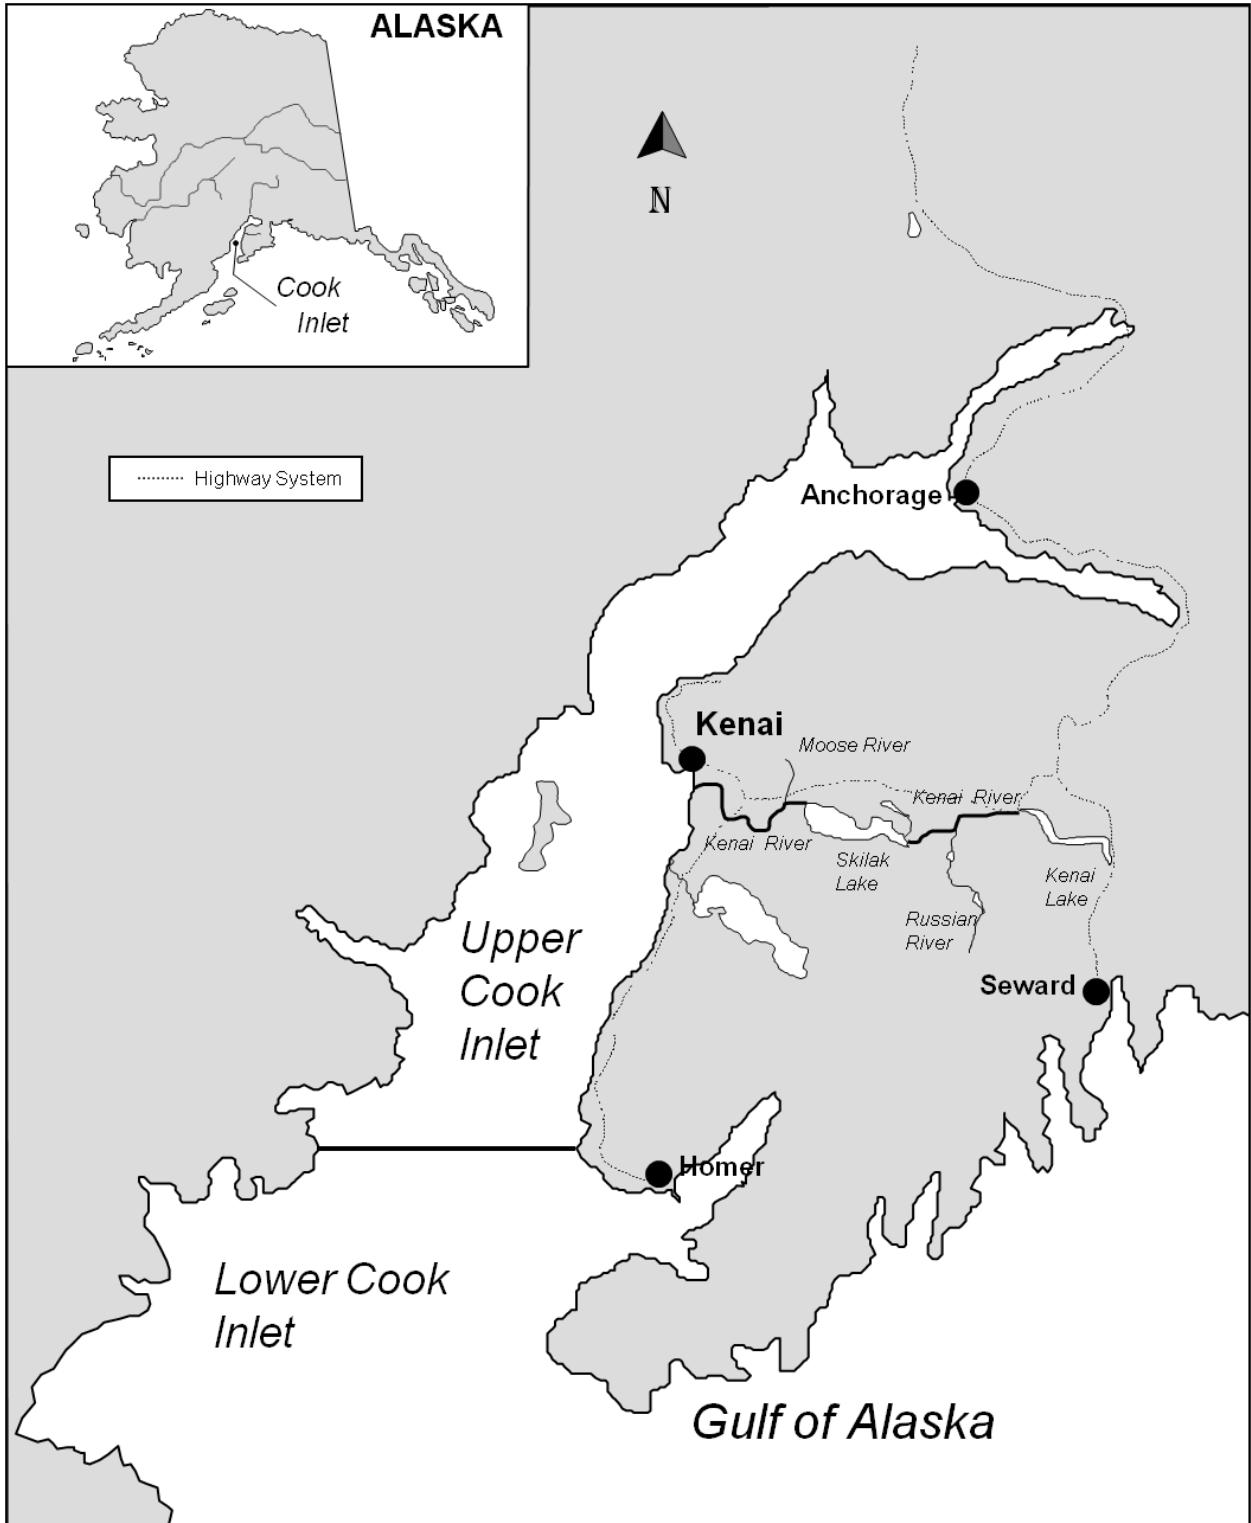 ALASKA
Cook
Inlet
N
Highway System
Anchorage
Kenai
Moose River
Kenai River
Kenai River
Skilak
Lake
Kenai
Lake
Russian
River
Upper
Cook
Inlet
Seward
Homer
Lower Cook
Inlet
Gulf of Alaska